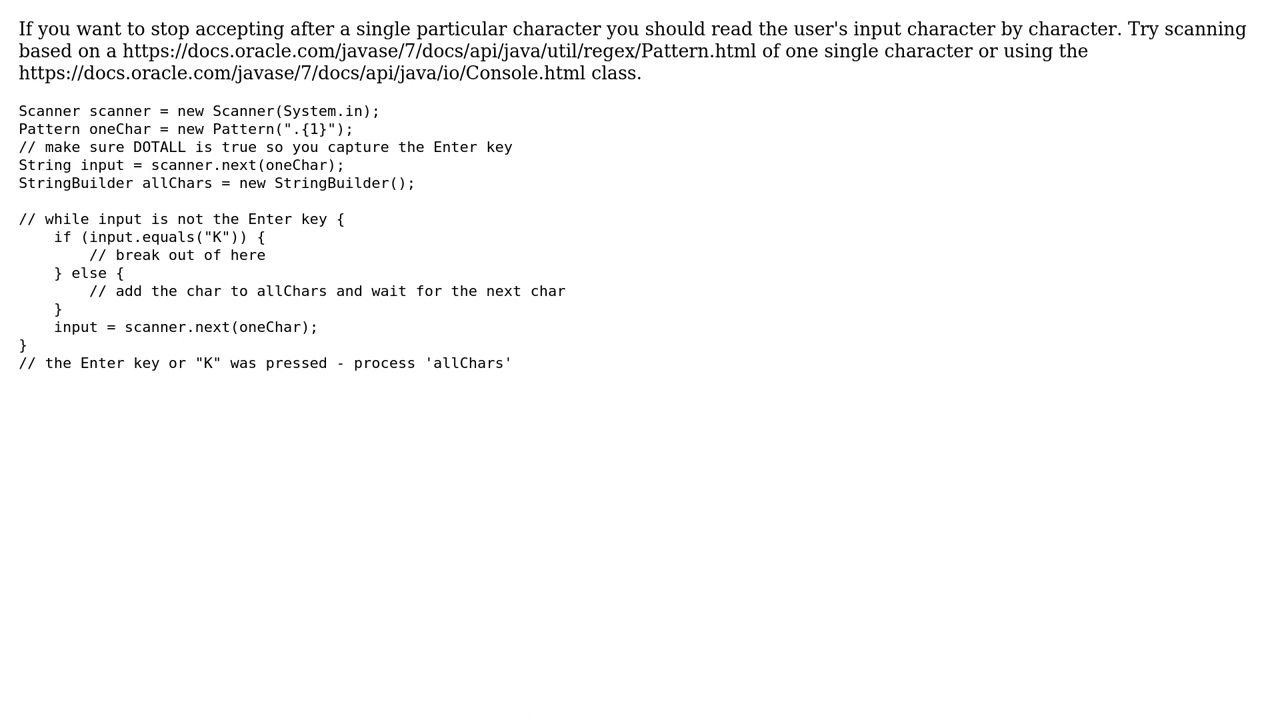 If you want to stop accepting after a single particular character you should read the user's input character by character. Try scanning
based on a https://docs.oracle.com/javase/7/docs/api/java/util/regex/Pattern.html of one single character or using the
https://docs.oracle.com/javase/7/docs/api/java/io/Console.html class.
Scanner scanner = new Scanner(System.in);
Pattern oneChar = new Pattern(".{1}");
// make sure DOTALL is true so you capture the Enter key
String input = scanner.next(oneChar);
StringBuilder allChars = new StringBuilder();
// while input is not the Enter key {
    if (input.equals("K")) {
        // break out of here
    } else {
        // add the char to allChars and wait for the next char
    }
    input = scanner.next(oneChar);
}
// the Enter key or "K" was pressed - process 'allChars'